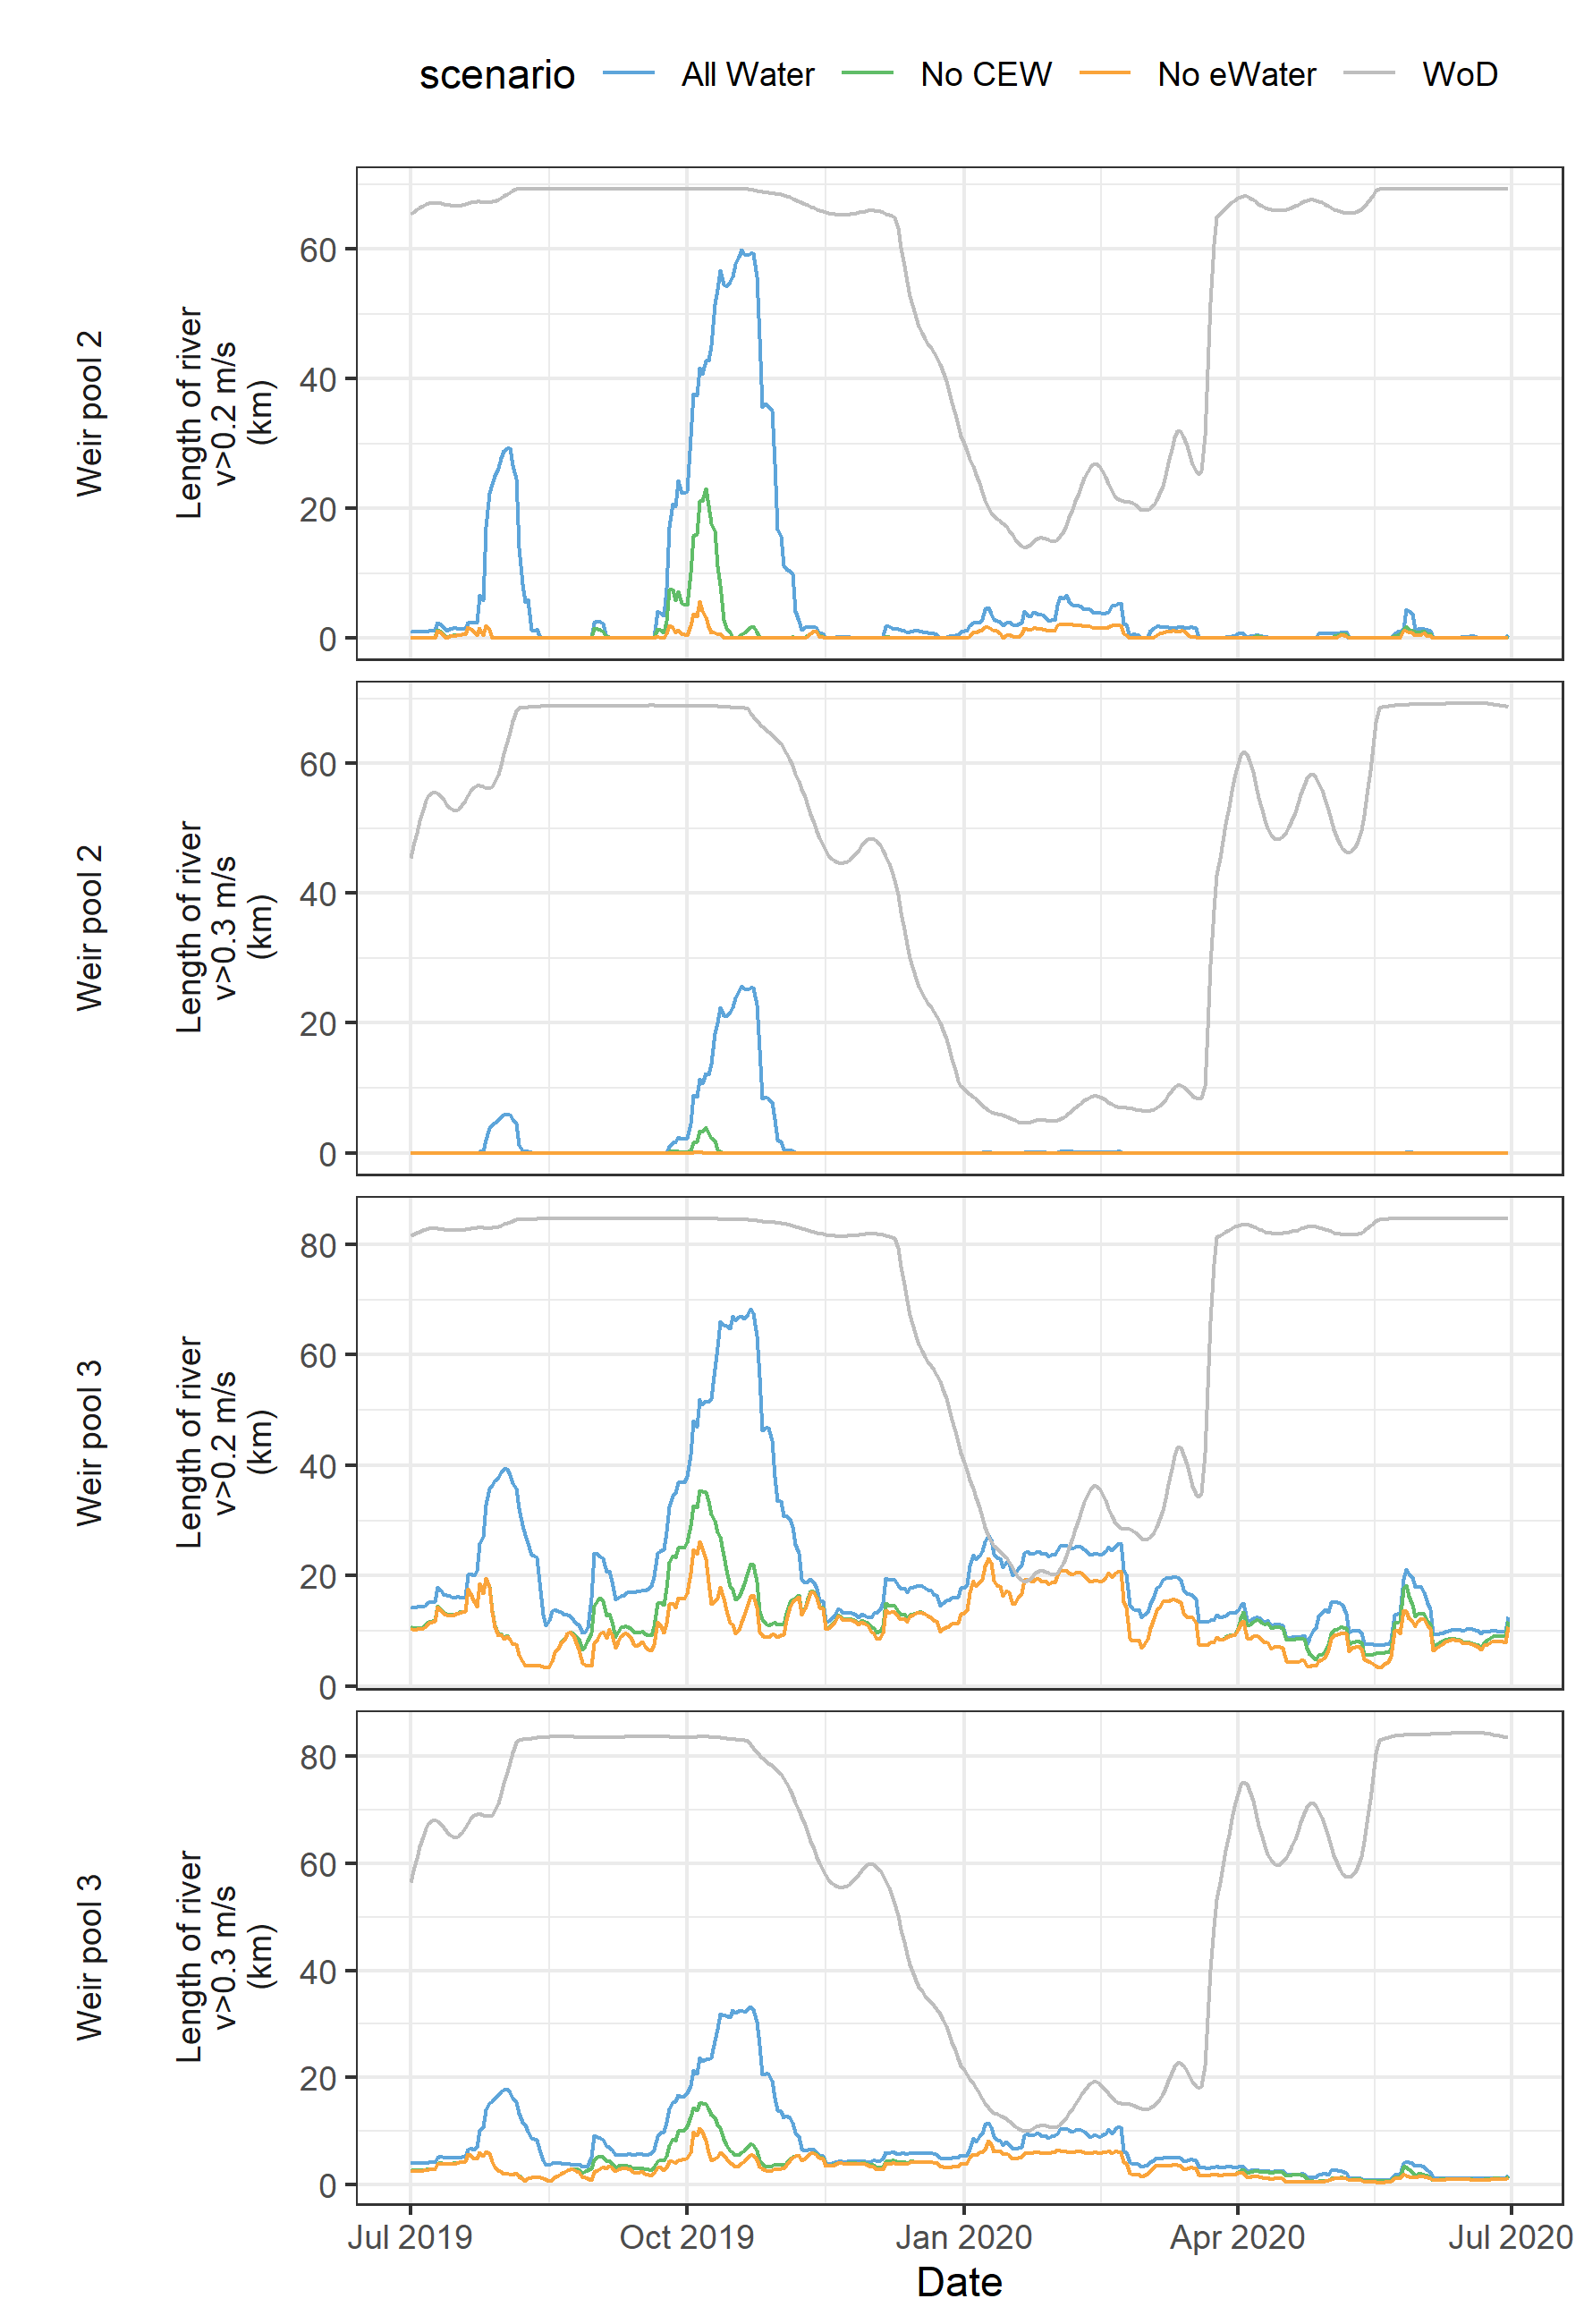 scenario All Water No CEW No eWater WoD
Weir pool 2
Length of river
v>0.2 m/s
(km)
60
40
20
0
Weir pool 2
Length of river
v>0.3 m/s
(km)
60
40
20
0
Weir pool 3
Length of river
v>0.2 m/s
(km)
80
60
40
20
0
Weir pool 3
Length of river
v>0.3 m/s
(km)
80
60
40
20
0
Jul 2019 Oct 2019 Jan 2020 Apr 2020 Jul 2020
Date